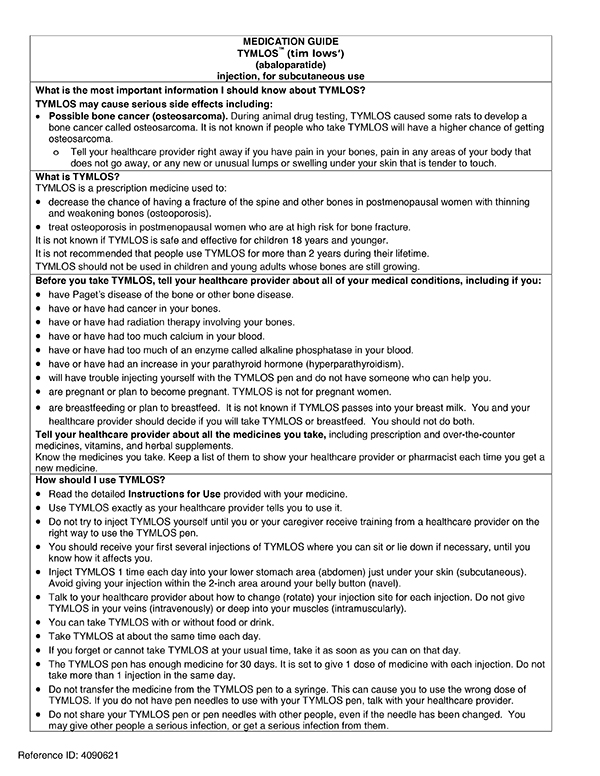 MEDICATION GUIDE
TYMLOS™ (tim lows’)
(abaloparatide)
injection, for subcutaneous use
What is the most important information I should know about TYMLOS?
TYMLOS may cause serious side effects including:
• Possible bone cancer (osteosarcoma). During animal drug testing, TYMLOS caused some rats to develop a
bone cancer called osteosarcoma. It is not known if people who take TYMLOS will have a higher chance of getting
osteosarcoma.
o Tell your healthcare provider right away if you have pain in your bones, pain in any areas of your body that
does not go away, or any new or unusual lumps or swelling under your skin that is tender to touch.
What is TYMLOS?
TYMLOS is a prescription medicine used to:
• decrease the chance of having a fracture of the spine and other bones in postmenopausal women with thinning
and weakening bones (osteoporosis).
• treat osteoporosis in postmenopausal women who are at high risk for bone fracture.
It is not known if TYMLOS is safe and effective for children 18 years and younger.
It is not recommended that people use TYMLOS for more than 2 years during their lifetime.
TYMLOS should not be used in children and young adults whose bones are still growing.
Before you take TYMLOS, tell your healthcare provider about all of your medical conditions, including if you:
• have Paget's disease of the bone or other bone disease.
• have or have had cancer in your bones.
• have or have had radiation therapy involving your bones.
• have or have had too much calcium in your blood.
• have or have had too much of an enzyme called alkaline phosphatase in your blood.
• have or have had an increase in your parathyroid hormone (hyperparathyroidism).
• will have trouble injecting yourself with the TYMLOS pen and do not have someone who can help you.
• are pregnant or plan to become pregnant. TYMLOS is not for pregnant women.
• are breastfeeding or plan to breastfeed. It is not known if TYMLOS passes into your breast milk. You and your
healthcare provider should decide if you will take TYMLOS or breastfeed. You should not do both.
Tell your healthcare provider about all the medicines you take, including prescription and over-the-counter
medicines, vitamins, and herbal supplements.
Know the medicines you take. Keep a list of them to show your healthcare provider or pharmacist each time you get a
new medicine.
How should I use TYMLOS?
• Read the detailed Instructions for Use provided with your medicine.
• Use TYMLOS exactly as your healthcare provider tells you to use it.
• Do not try to inject TYMLOS yourself until you or your caregiver receive training from a healthcare provider on the
right way to use the TYMLOS pen.
• You should receive your first several injections of TYMLOS where you can sit or lie down if necessary, until you
know how it affects you.
• Inject TYMLOS 1 time each day into your lower stomach area (abdomen) just under your skin (subcutaneous).
Avoid giving your injection within the 2-inch area around your belly button (navel).
• Talk to your healthcare provider about how to change (rotate) your injection site for each injection. Do not give
TYMLOS in your veins (intravenously) or deep into your muscles (intramuscularly).
• You can take TYMLOS with or without food or drink.
• Take TYMLOS at about the same time each day.
• If you forget or cannot take TYMLOS at your usual time, take it as soon as you can on that day.
• The TYMLOS pen has enough medicine for 30 days. It is set to give 1 dose of medicine with each injection. Do not
take more than 1 injection in the same day.
• Do not transfer the medicine from the TYMLOS pen to a syringe. This can cause you to use the wrong dose of
TYMLOS. If you do not have pen needles to use with your TYMLOS pen, talk with your healthcare provider.
• Do not share your TYMLOS pen or pen needles with other people, even if the needle has been changed. You
may give other people a serious infection, or get a serious infection from them.
Reference ID: 4090621